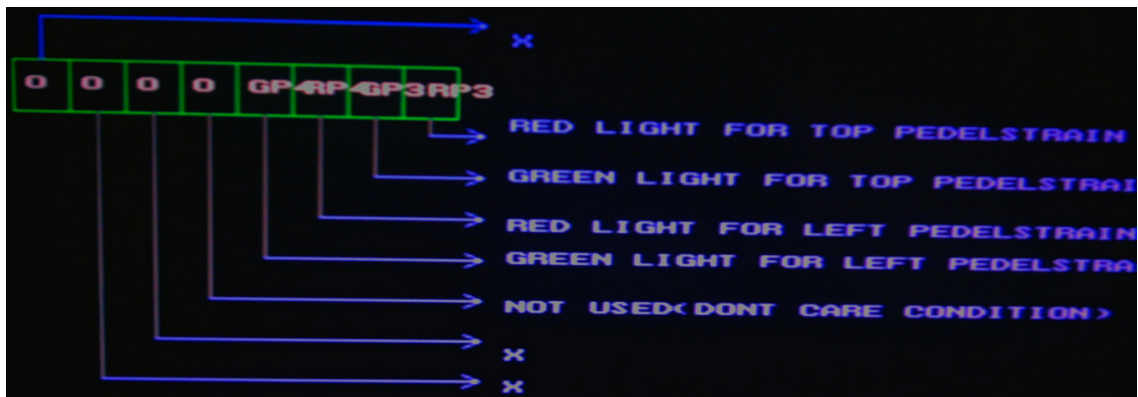 X
0 0 0 0 GP4 RP4 GP3 RP3
RED LIGHT FOR TOP PEDELSTRAIN
GREEN LIGHT FOR TOP PEDELSTRAI
RED LIGHT FOR LEFT PEDELSTRAIN
GREEN LIGHT FOR LEFT PEDELSTRA
NOT USED(DONT CARE CONDITION)
X
X